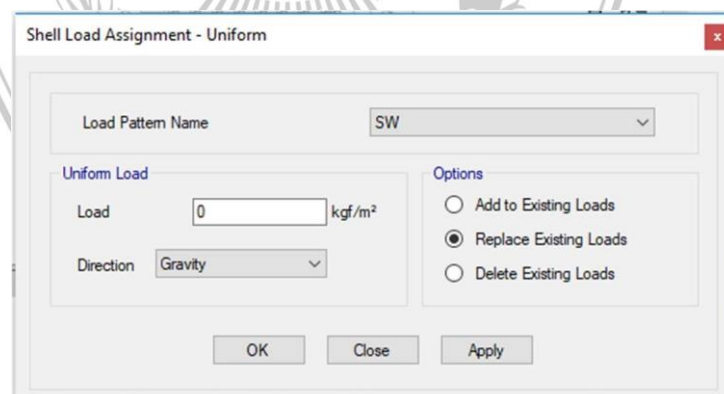 Shell Load Assignment - Uniform
x
Load Pattern Name SW
Uniform Load
Load 0 kgf/m²
Direction Gravity
Options
Add to Existing Loads
Replace Existing Loads
Delete Existing Loads
OK Close Apply